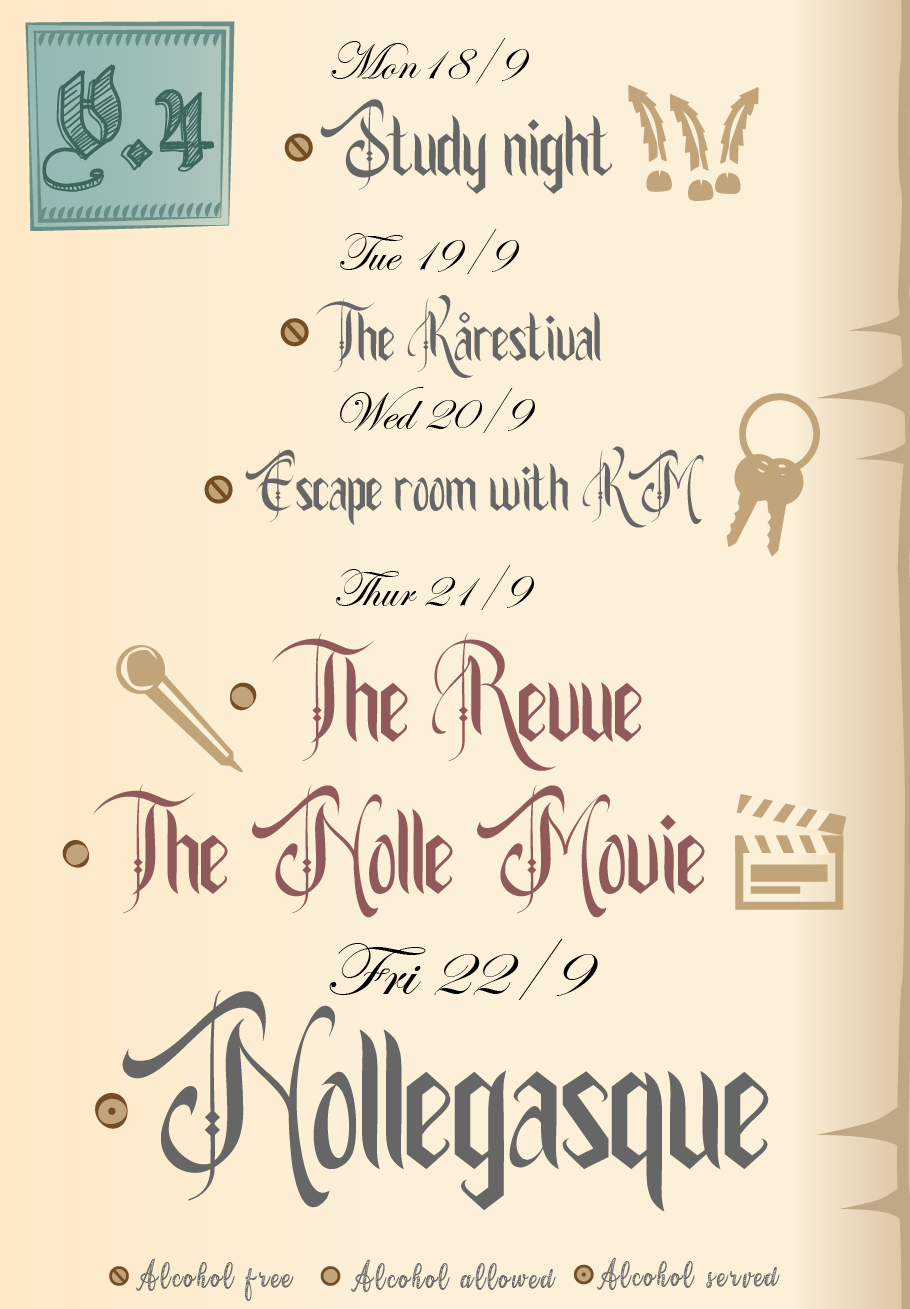 V.4
Mon 18/9
Study night
Tue 19/9
The Kårestival
Wed 20/9
Escape room with KM
Thur 21/9
The Revue
The Nolle Movie
Fri 22/9
Nollegasque
Alcohol free Alcohol allowed Alcohol served